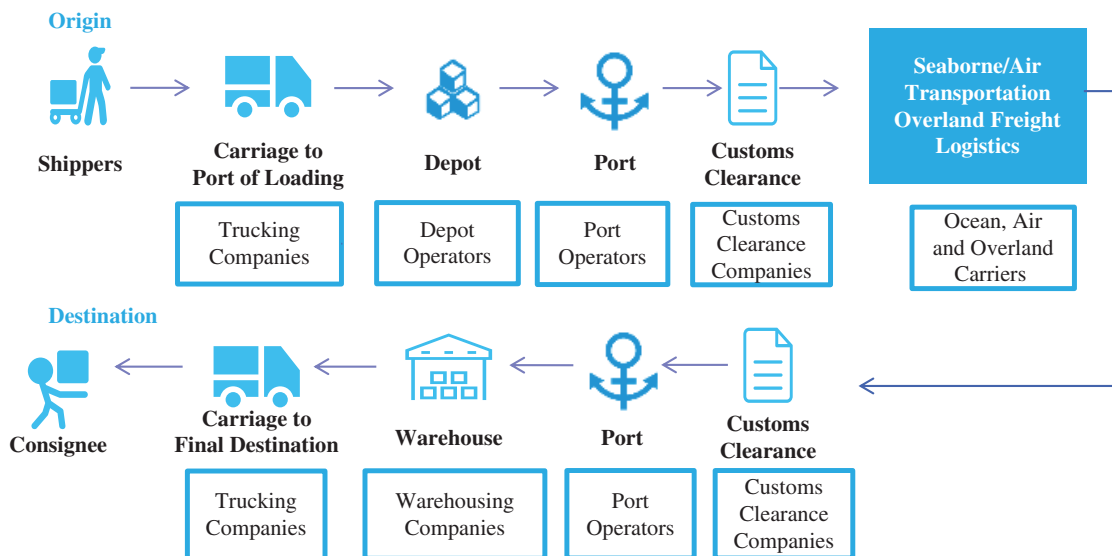 Origin
Seaborne/Air
Transportation
Overland Freight
Logistics
Shippers
Carriage to
Port of Loading
Depot
Port
Customs
Clearance
Trucking
Companies
Depot
Operators
Port
Operators
Customs
Clearance
Companies
Ocean, Air
and Overland
Carriers
Destination
Consignee
Carriage to
Final Destination
Warehouse
Port
Customs
Clearance
Trucking
Companies
Warehousing
Companies
Port
Operators
Customs
Clearance
Companies